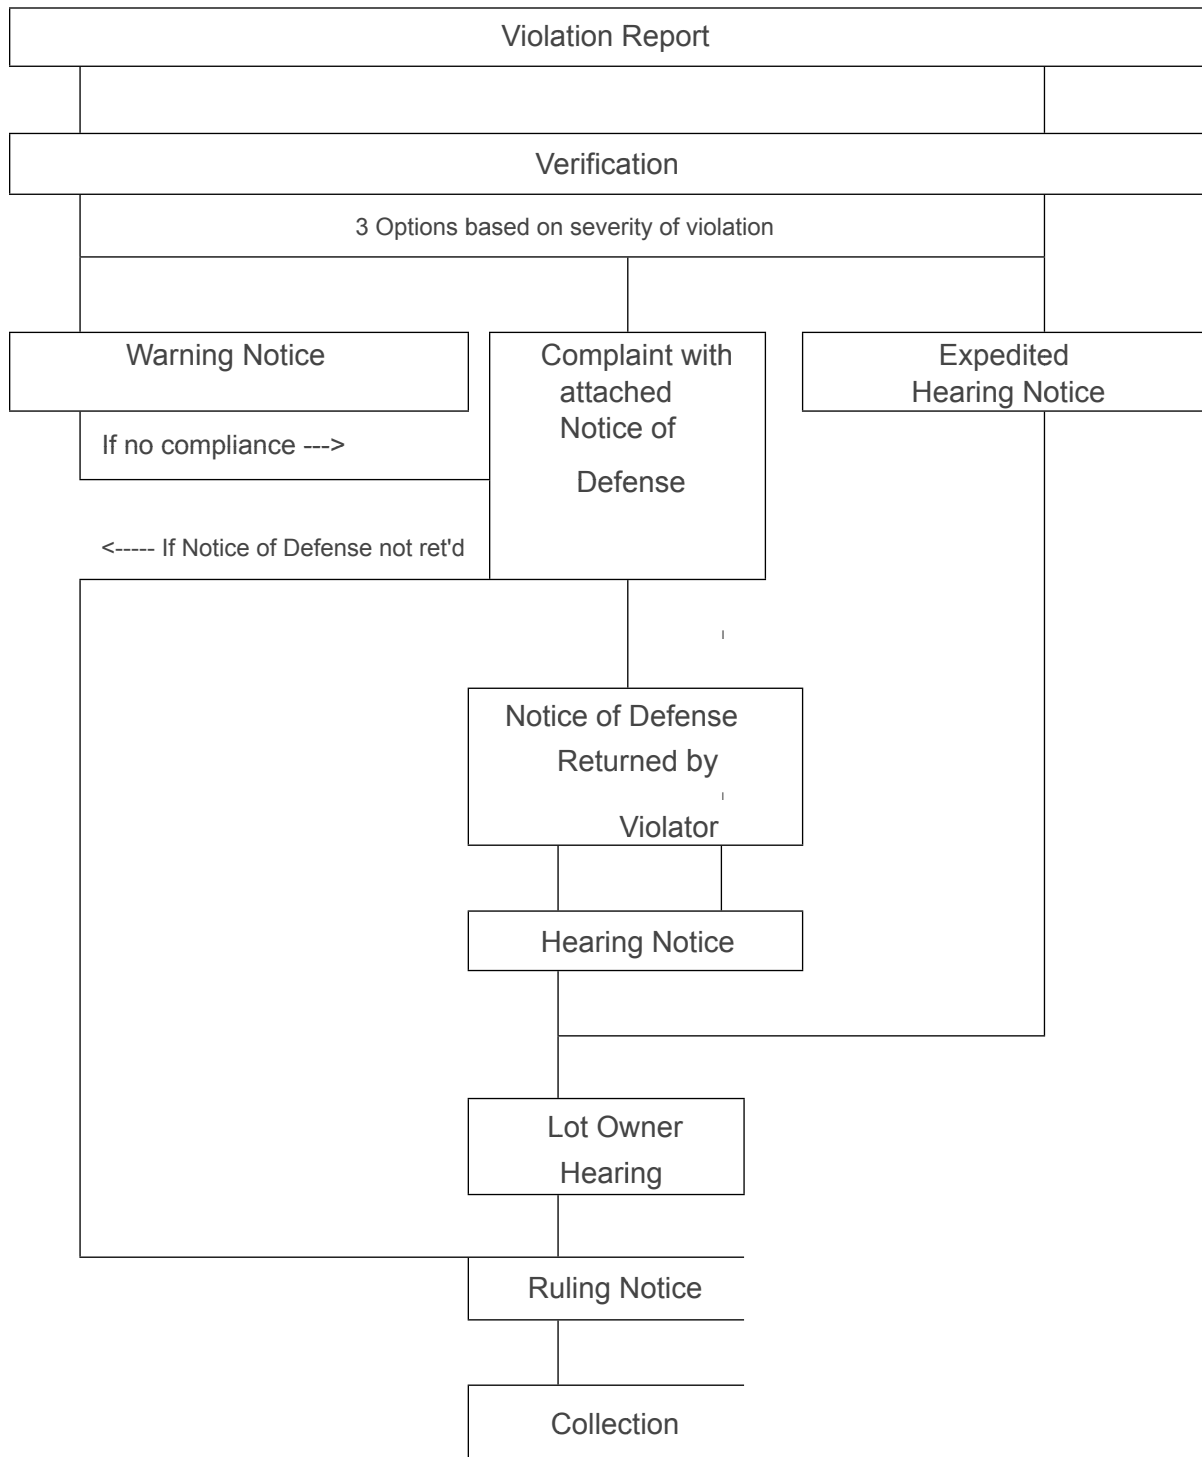 Violation Report
Verification
3 Options based on severity of violation
Warning Notice
Complaint with
attached
Notice of
Defense
Expedited
Hearing Notice
If no compliance --->
<----- If Notice of Defense not ret'd
Notice of Defense
Returned by
Violator
Hearing Notice
Lot Owner
Hearing
Ruling Notice
Collection